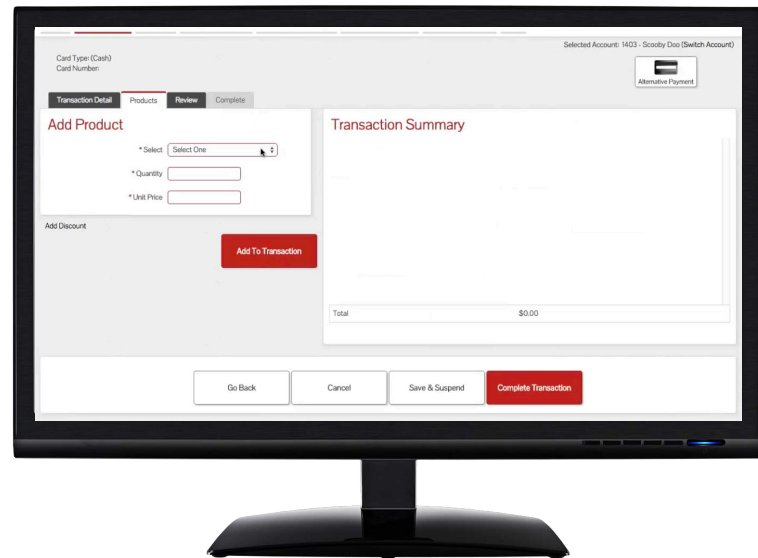 Selected Account: 1403 - Scooby Doo (Switch Account)
Card Type: (Cash)
Card Number:
Alternative Payment
Transaction Detail
Products
Review
Complete
Add Product
* Select
Select One
* Quantity
* Unit Price
Add Discount
Add To Transaction
Transaction Summary
Total
$0.00
Go Back
Cancel
Save & Suspend
Complete Transaction